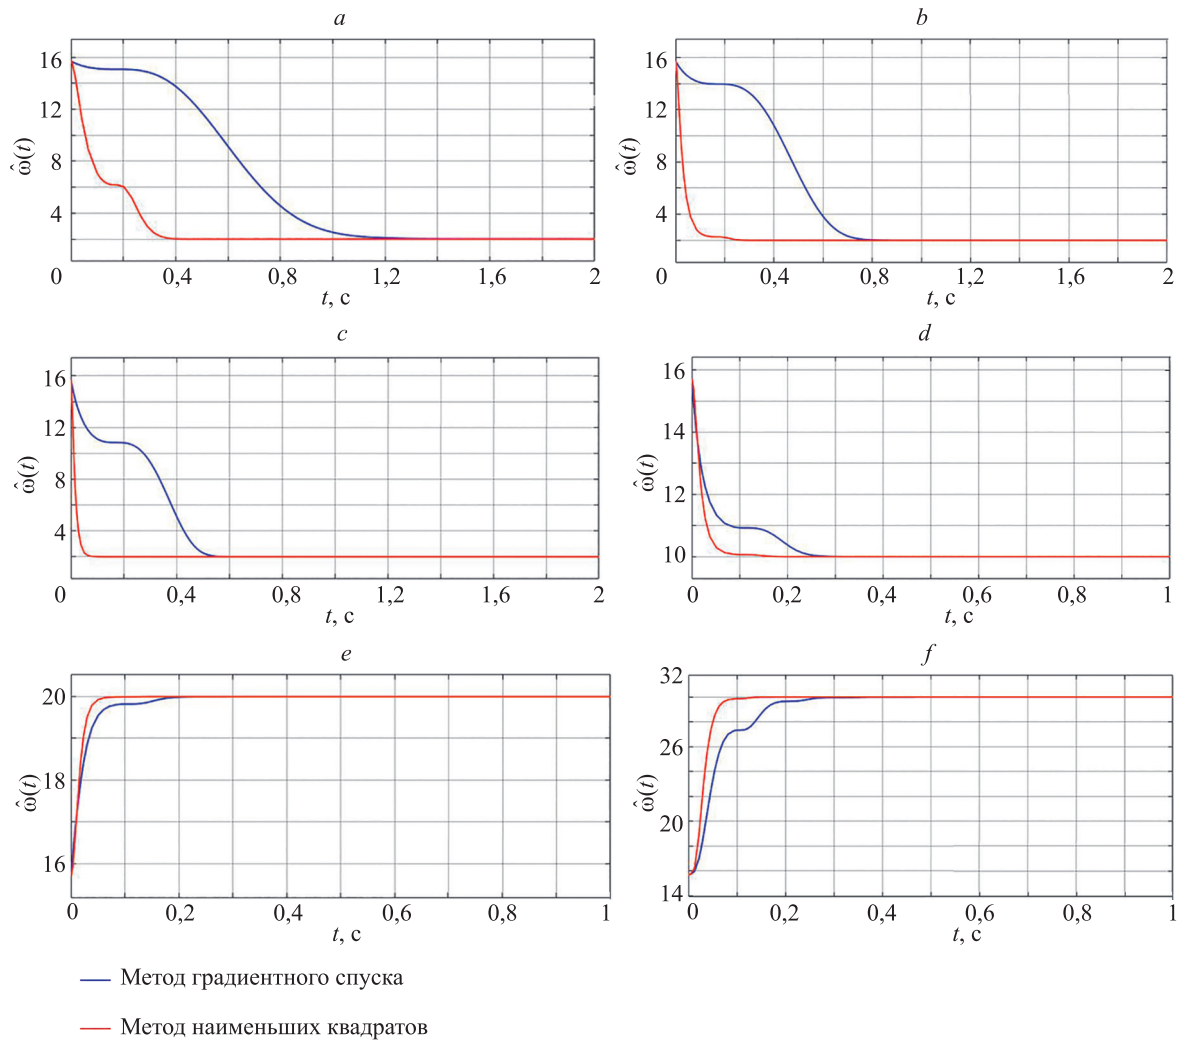 a
16
12
8
4
ω̂(t)
0 0,4 0,8 1,2 1,6 2
t, с
b
16
12
8
4
ω̂(t)
0 0,4 0,8 1,2 1,6 2
t, с
c
16
12
8
4
ω̂(t)
0 0,4 0,8 1,2 1,6 2
t, с
d
16
14
12
10
ω̂(t)
0 0,2 0,4 0,6 0,8 1
t, с
e
20
18
16
ω̂(t)
0 0,2 0,4 0,6 0,8 1
t, с
f
32
26
20
14
ω̂(t)
0 0,2 0,4 0,6 0,8 1
t, с
Метод градиентного спуска
Метод наименьших квадратов